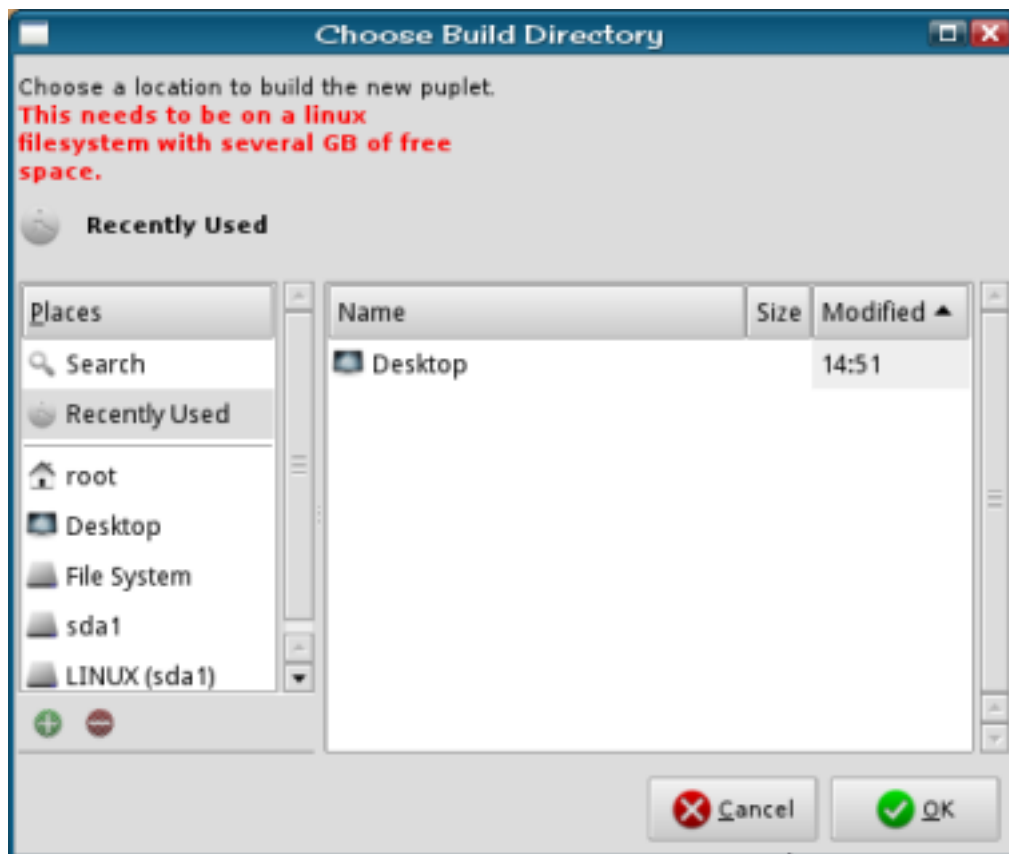 Choose Build Directory
Choose a location to build the new puplet.
This needs to be on a linux
filesystem with several GB of free
space.
Recently Used
Places
Search
Recently Used
root
Desktop
File System
sda1
LINUX (sda1)
Name Size Modified
Desktop 14:51
Cancel OK